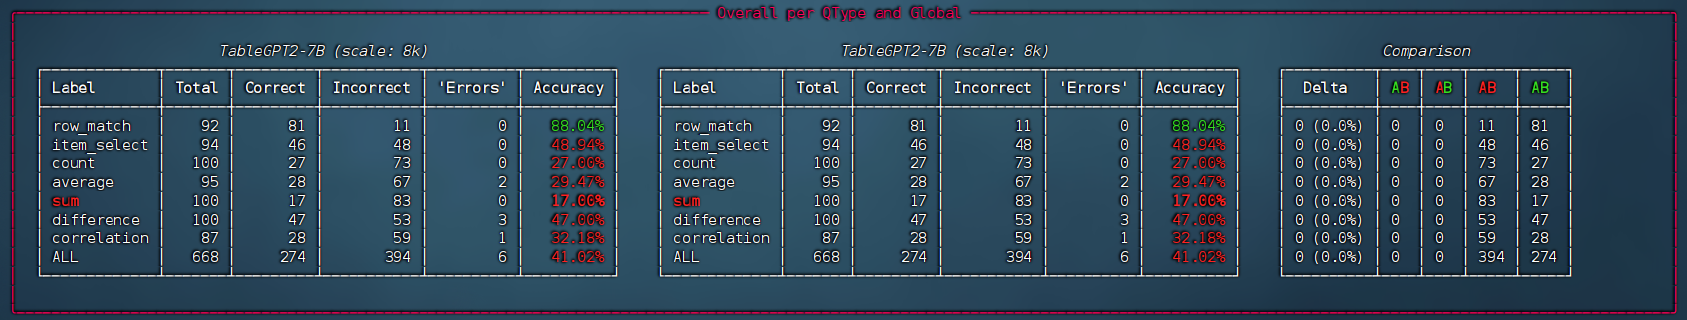 Overall per QType and Global
TableGPT2-7B (scale: 8k) TableGPT2-7B (scale: 8k) Comparison
Label Total Correct Incorrect 'Errors' Accuracy Label Total Correct Incorrect 'Errors' Accuracy Delta AB AB AB AB
row_match 92 81 11 0 88.04% row_match 92 81 11 0 88.04% 0 (0.0%) 0 0 11 81
item_select 94 46 48 0 48.94% item_select 94 46 48 0 48.94% 0 (0.0%) 0 0 48 46
count 100 27 73 0 27.00% count 100 27 73 0 27.00% 0 (0.0%) 0 0 73 27
average 95 28 67 2 29.47% average 95 28 67 2 29.47% 0 (0.0%) 0 0 67 28
sum 100 17 83 0 17.00% sum 100 17 83 0 17.00% 0 (0.0%) 0 0 83 17
difference 100 47 53 3 47.00% difference 100 47 53 3 47.00% 0 (0.0%) 0 0 53 47
correlation 87 28 59 1 32.18% correlation 87 28 59 1 32.18% 0 (0.0%) 0 0 59 28
ALL 668 274 394 6 41.02% ALL 668 274 394 6 41.02% 0 (0.0%) 0 0 394 274